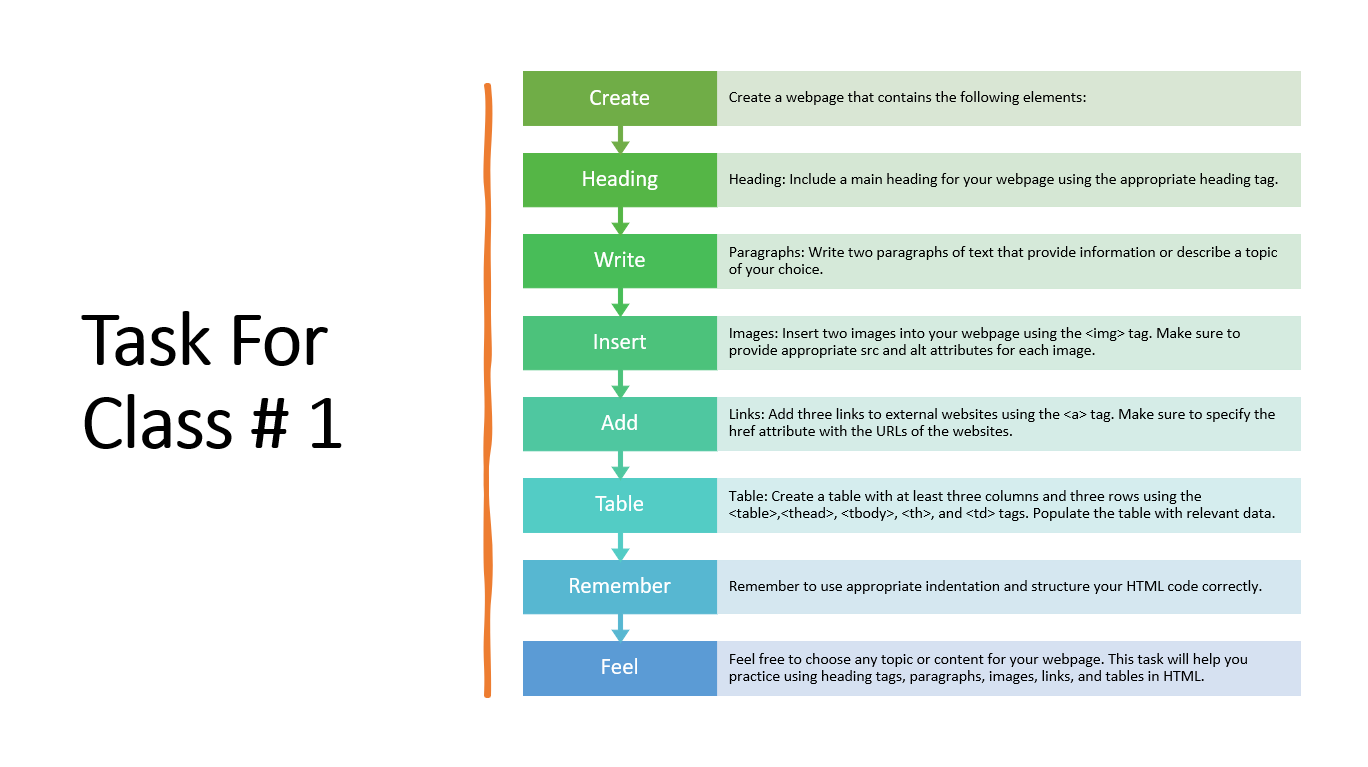 Task For
Class # 1
Create
Create a webpage that contains the following elements:
Heading
Heading: Include a main heading for your webpage using the appropriate heading tag.
Write
Paragraphs: Write two paragraphs of text that provide information or describe a topic
of your choice.
Insert
Images: Insert two images into your webpage using the <img> tag. Make sure to
provide appropriate src and alt attributes for each image.
Add
Links: Add three links to external websites using the <a> tag. Make sure to specify the
href attribute with the URLs of the websites.
Table
Table: Create a table with at least three columns and three rows using the
<table>,<thead>, <tbody>, <th>, and <td> tags. Populate the table with relevant data.
Remember
Remember to use appropriate indentation and structure your HTML code correctly.
Feel
Feel free to choose any topic or content for your webpage. This task will help you
practice using heading tags, paragraphs, images, links, and tables in HTML.